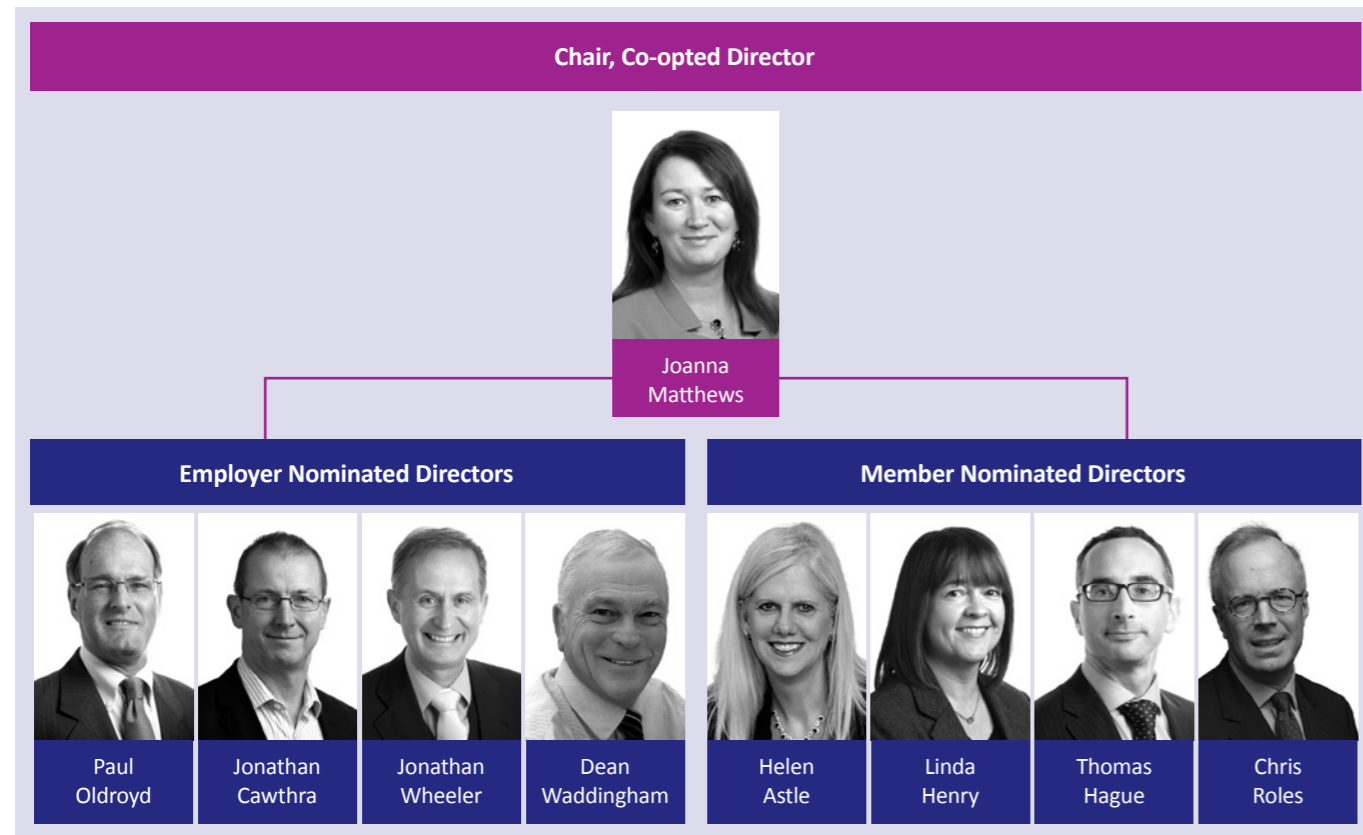 Chair, Co-opted Director
Joanna
Matthews
Employer Nominated Directors
Member Nominated Directors
Paul
Oldroyd
Jonathan
Cawthra
Jonathan
Wheeler
Dean
Waddingham
Helen
Astle
Linda
Henry
Thomas
Hague
Chris
Roles